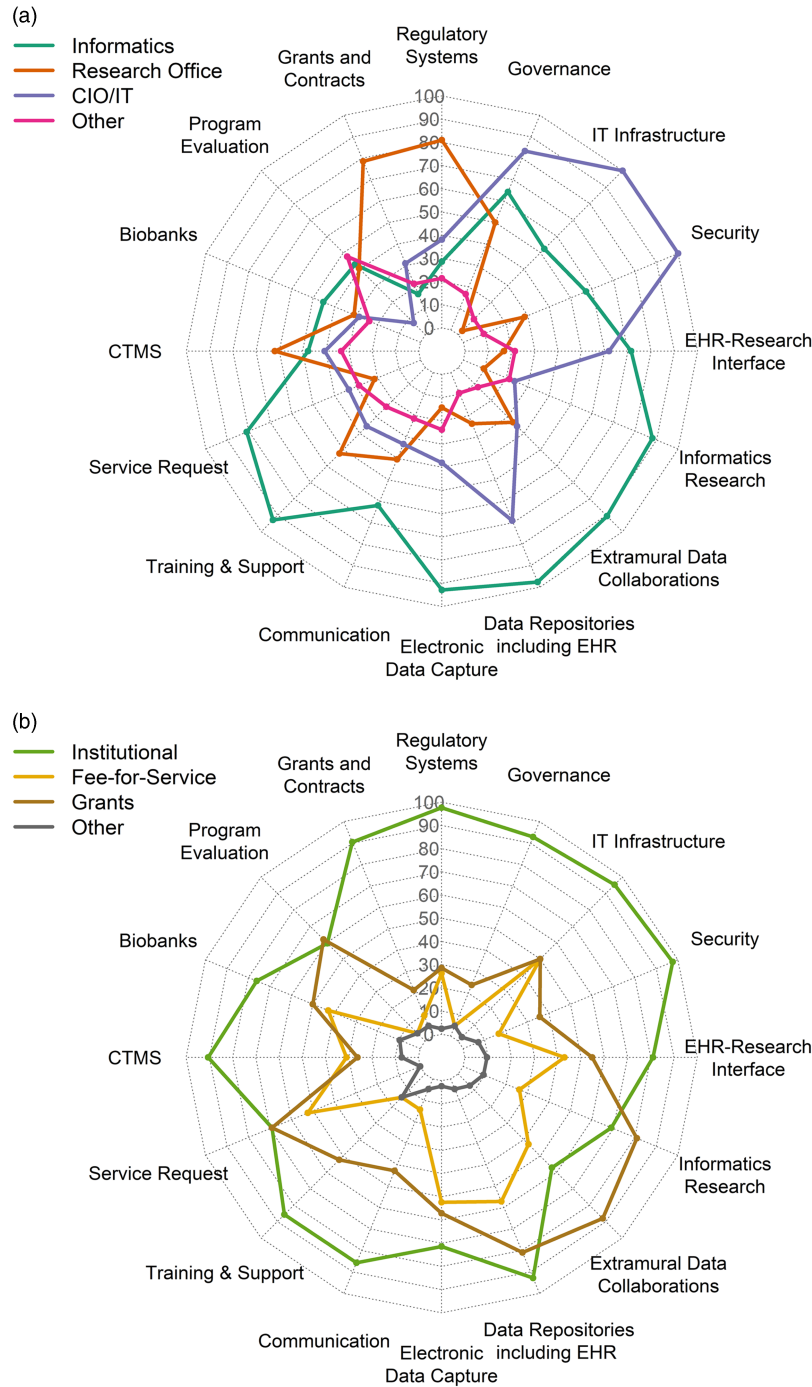 (a)
Informatics
Research Office
CIO/IT
Other
Regulatory
Systems
Governance
IT Infrastructure
Security
EHR-Research
Interface
Informatics
Research
Extramural Data
Collaborations
Data Repositories
including EHR
Electronic
Data Capture
Communication
Training & Support
Service Request
CTMS
Biobanks
Program
Evaluation
Grants and
Contracts
100
90
80
70
60
50
40
30
20
10
0
(b)
Institutional
Fee-for-Service
Grants
Other
Regulatory
Systems
Governance
IT Infrastructure
Security
EHR-Research
Interface
Informatics
Research
Extramural Data
Collaborations
Data Repositories
including EHR
Electronic
Data Capture
Communication
Training & Support
Service Request
CTMS
Biobanks
Program
Evaluation
Grants and
Contracts
100
90
80
70
60
50
40
30
20
10
0